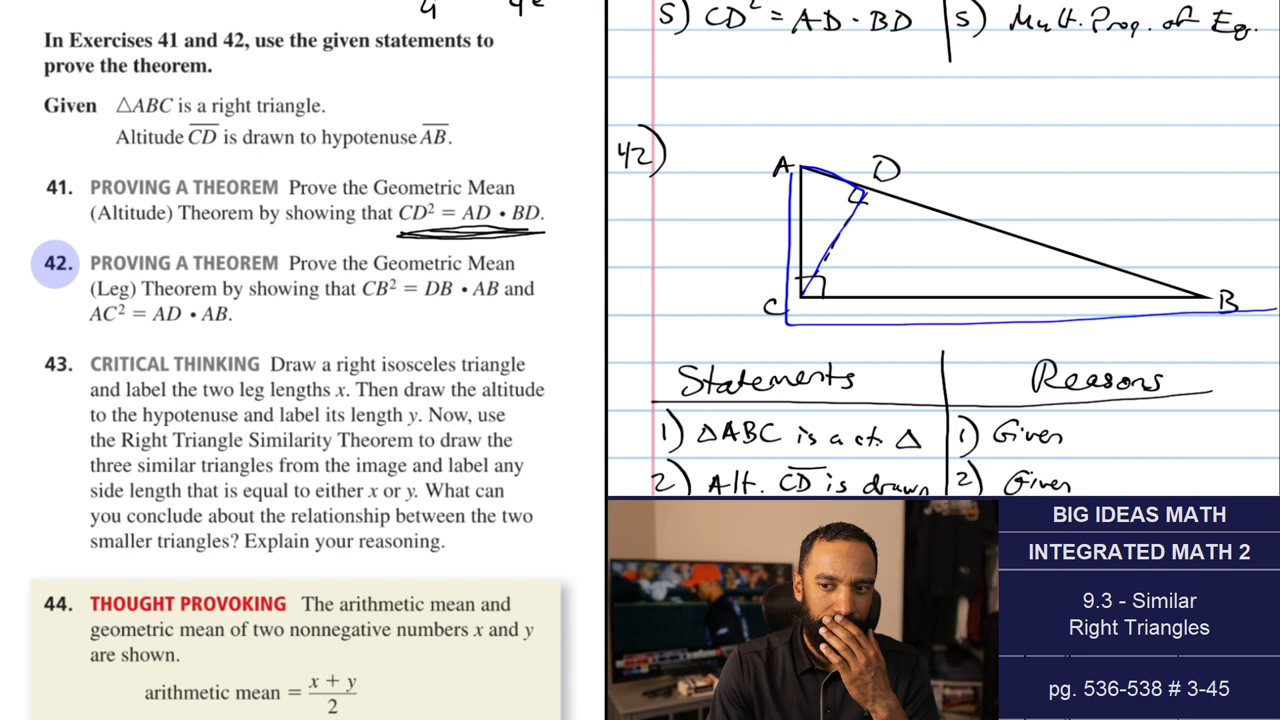 In Exercises 41 and 42, use the given statements to
prove the theorem.
Given △ABC is a right triangle.
Altitude C̅D̅ is drawn to hypotenuse A̅B̅.
41. PROVING A THEOREM Prove the Geometric Mean
(Altitude) Theorem by showing that CD² = AD • BD.
42. PROVING A THEOREM Prove the Geometric Mean
(Leg) Theorem by showing that CB² = DB • AB and
AC² = AD • AB.
43. CRITICAL THINKING Draw a right isosceles triangle
and label the two leg lengths x. Then draw the altitude
to the hypotenuse and label its length y. Now, use
the Right Triangle Similarity Theorem to draw the
three similar triangles from the image and label any
side length that is equal to either x or y. What can
you conclude about the relationship between the two
smaller triangles? Explain your reasoning.
44. THOUGHT PROVOKING The arithmetic mean and
geometric mean of two nonnegative numbers x and y
are shown.
arithmetic mean = x + y
2
5) CD² = AD · BD 5) Mult. Prop. of Eq.
42)
A D
C B
Statements Reasons
1) △ABC is a rt. △ 1) Given
2) Alt. C̅D̅ is drawn 2) Given
BIG IDEAS MATH
INTEGRATED MATH 2
9.3 - Similar
Right Triangles
pg. 536-538 # 3-45